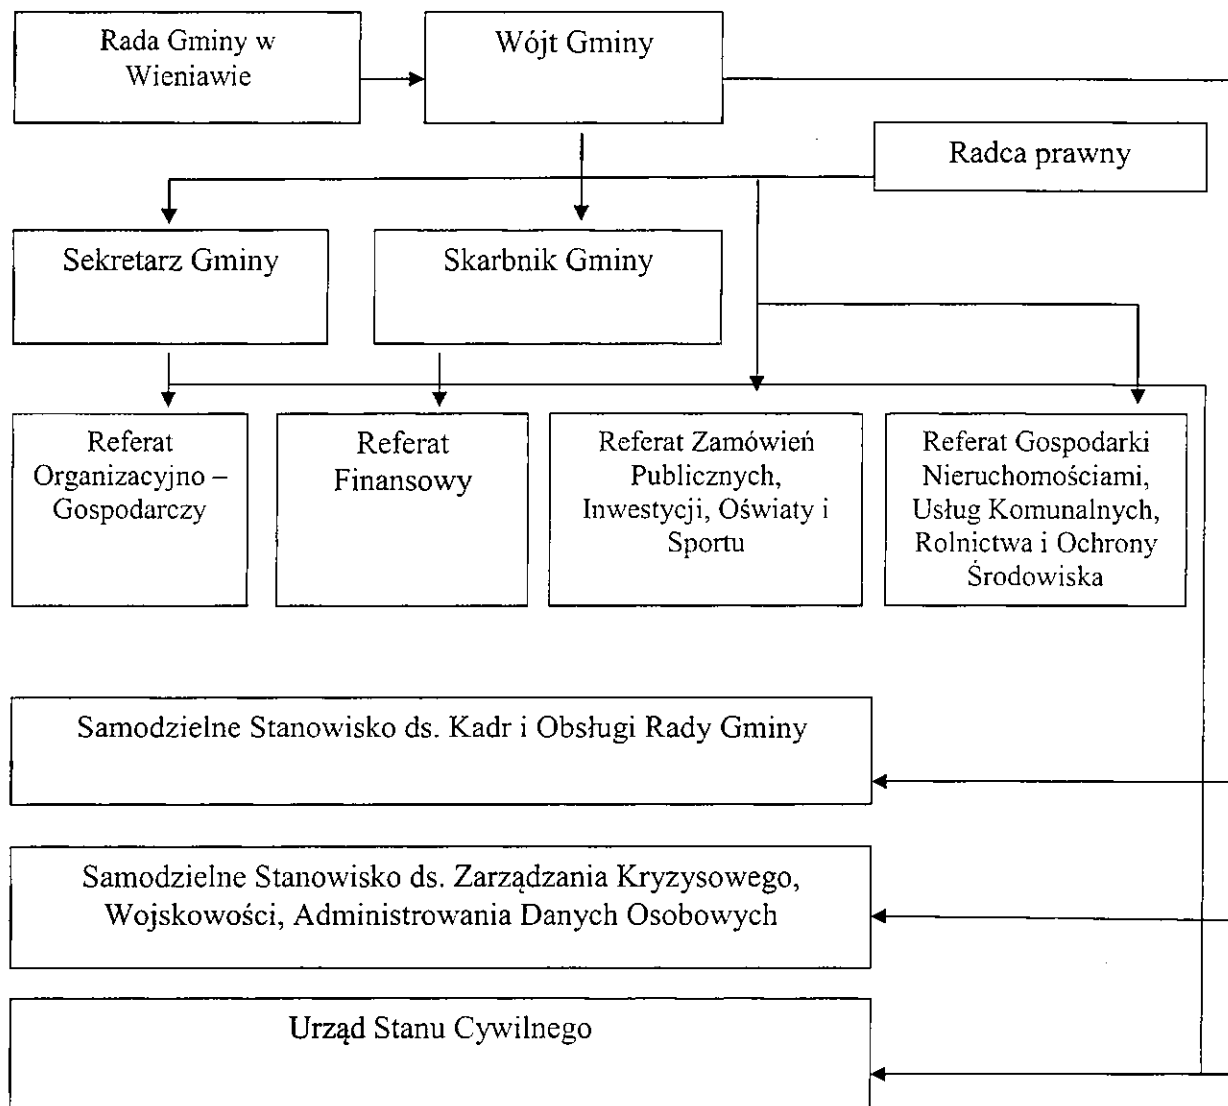 Rada Gminy w
Wieniawie
Wójt Gminy
Radca prawny
Sekretarz Gminy
Skarbnik Gminy
Referat
Organizacyjno –
Gospodarczy
Referat
Finansowy
Referat Zamówień
Publicznych,
Inwestycji, Oświaty i
Sportu
Referat Gospodarki
Nieruchomościami,
Usług Komunalnych,
Rolnictwa i Ochrony
Środowiska
Samodzielne Stanowisko ds. Kadr i Obsługi Rady Gminy
Samodzielne Stanowisko ds. Zarządzania Kryzysowego,
Wojskowości, Administrowania Danych Osobowych
Urząd Stanu Cywilnego